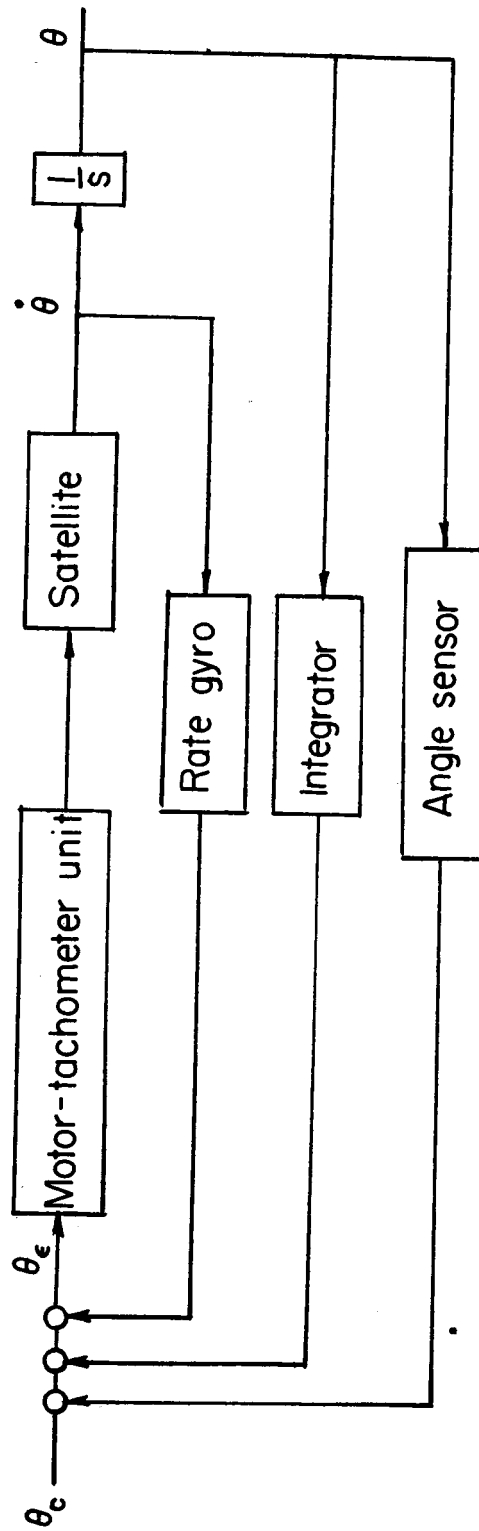 θc
θϵ
Motor-tachometer unit
Satellite
θ̇
1/s
θ
Rate gyro
Integrator
Angle sensor